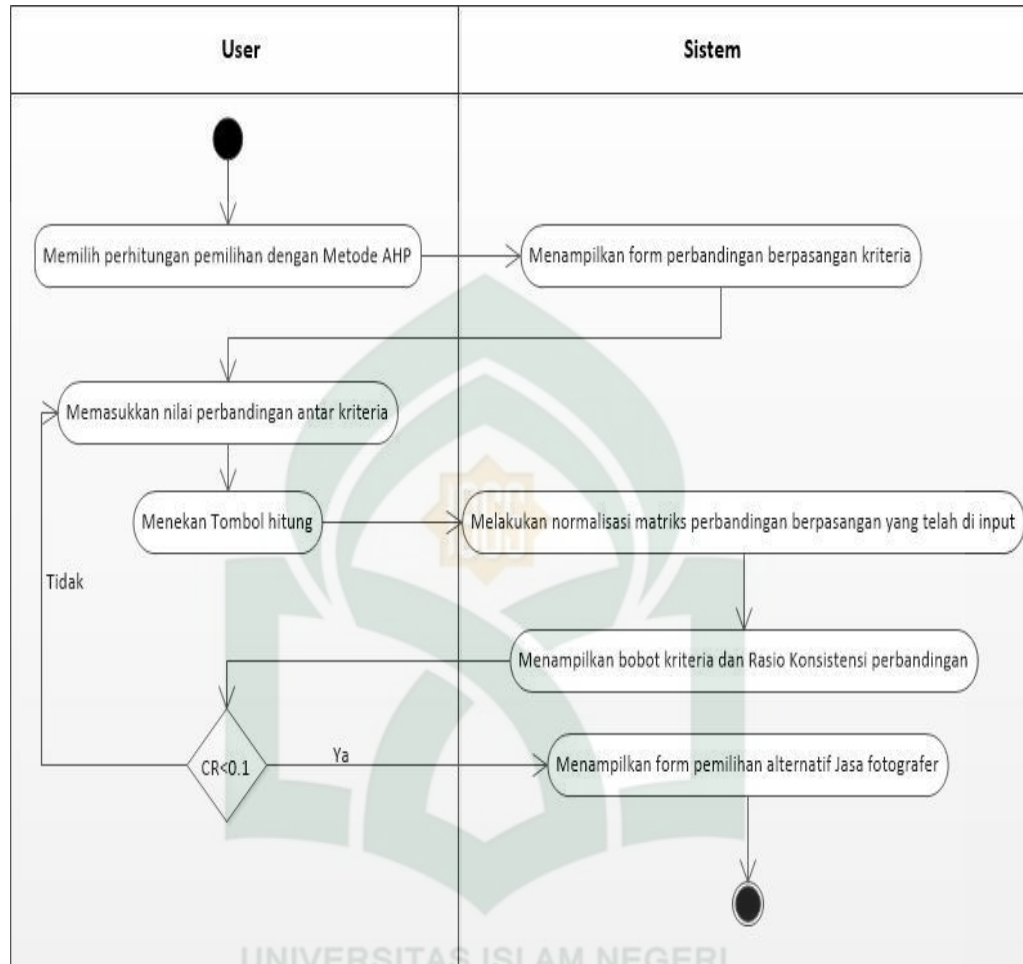 User
Sistem
Memilih perhitungan pemilihan dengan Metode AHP
Menampilkan form perbandingan berpasangan kriteria
Memasukkan nilai perbandingan antar kriteria
Menekan Tombol hitung
Melakukan normalisasi matriks perbandingan berpasangan yang telah di input
Tidak
Menampilkan bobot kriteria dan Rasio Konsistensi perbandingan
CR<0.1
Ya
Menampilkan form pemilihan alternatif Jasa fotografer
UNIVERSITAS ISLAM NEGERI